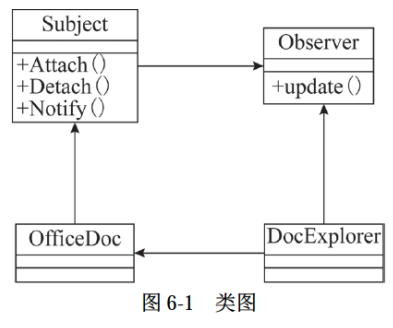 Subject
+Attach()
+Detach()
+Notify()
Observer
+update()
OfficeDoc
DocExplorer
图 6-1 类图